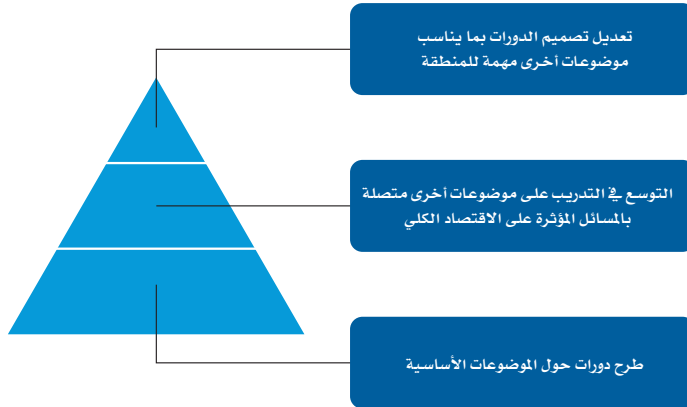 تعديل تصميم الدورات بما يناسب
موضوعات أخرى مهمة للمنطقة
التوسع في التدريب على موضوعات أخرى متصلة
بالمسائل المؤثرة على الاقتصاد الكلي
طرح دورات حول الموضوعات الأساسية